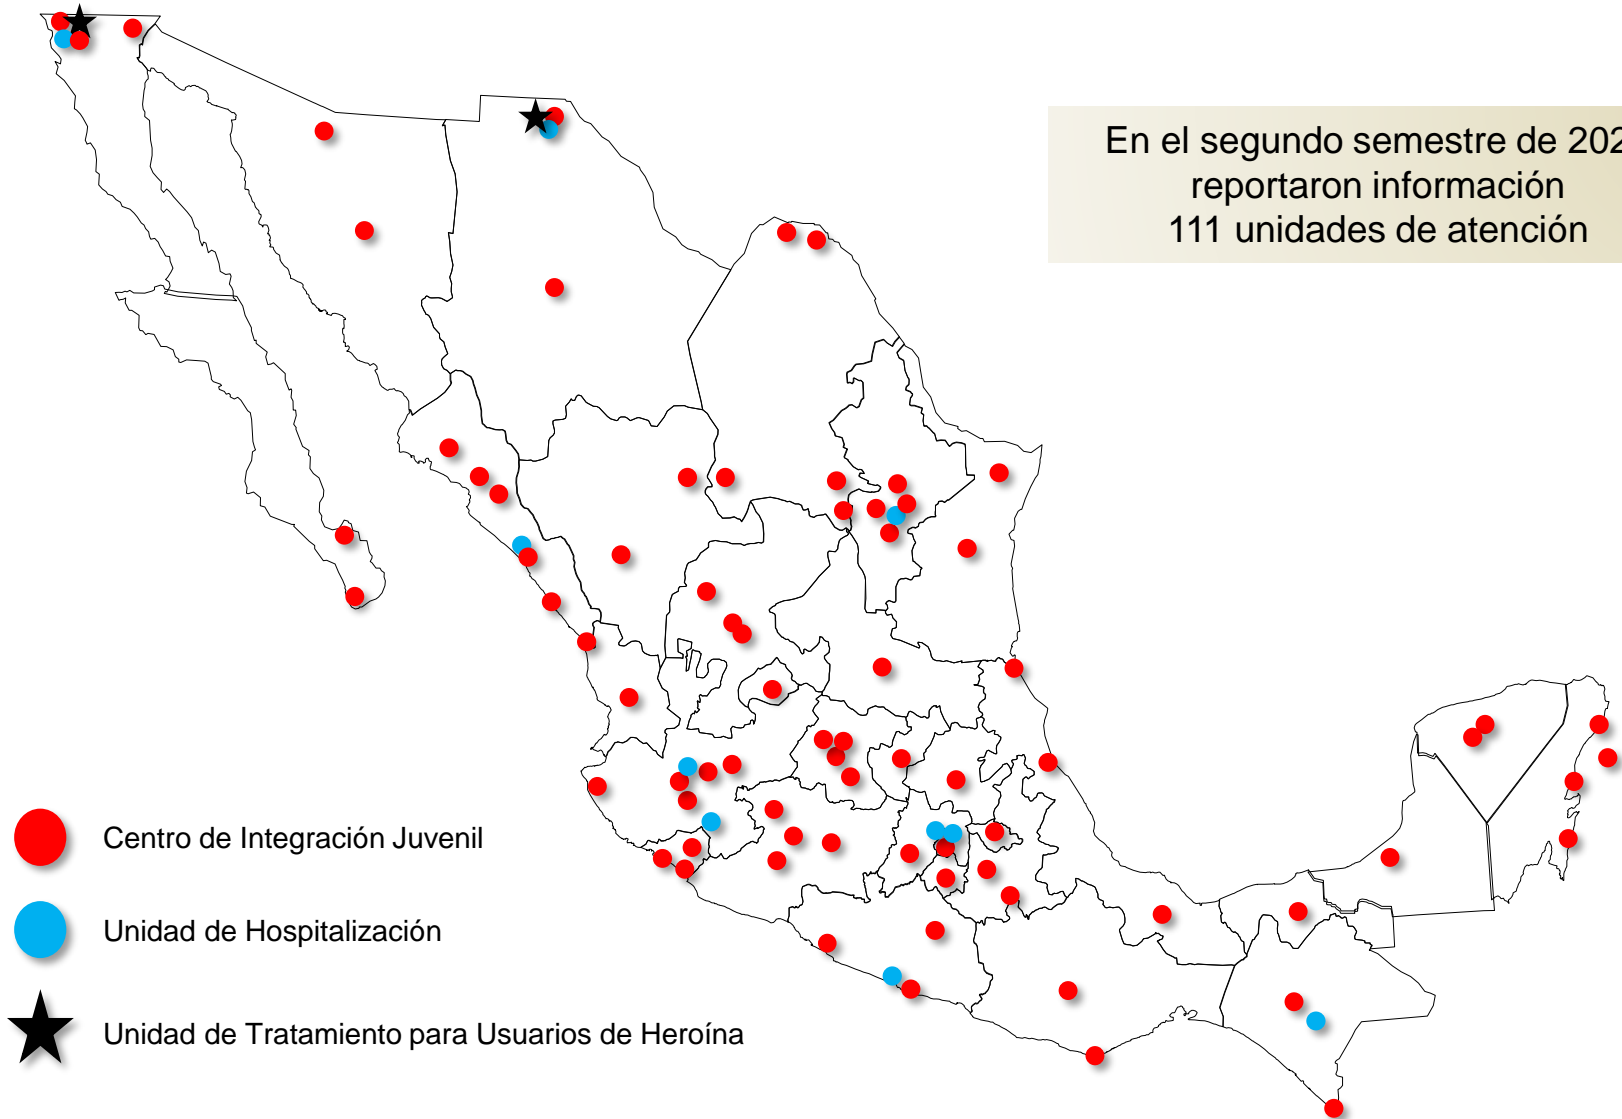 En el segundo semestre de 202
reportaron información
111 unidades de atención
Centro de Integración Juvenil
Unidad de Hospitalización
Unidad de Tratamiento para Usuarios de Heroína